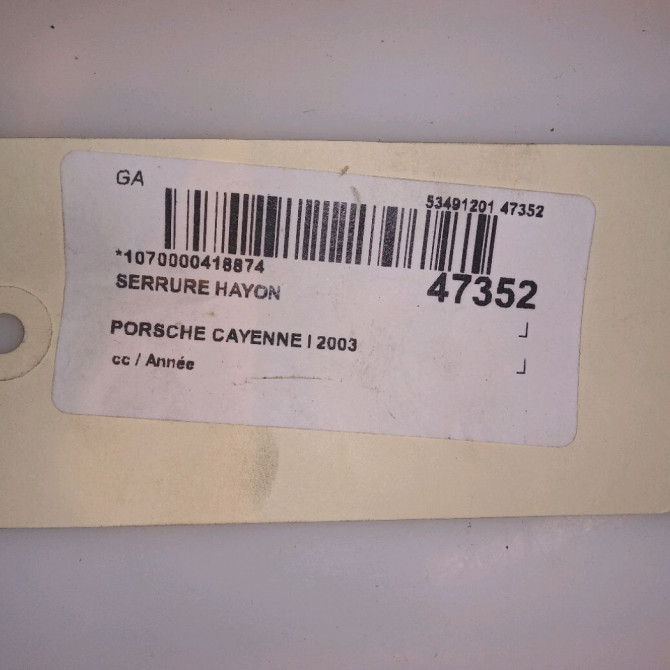 GA
53491201 47352
*1070000418874
SERRURE HAYON
47352
PORSCHE CAYENNE I 2003
cc / Année